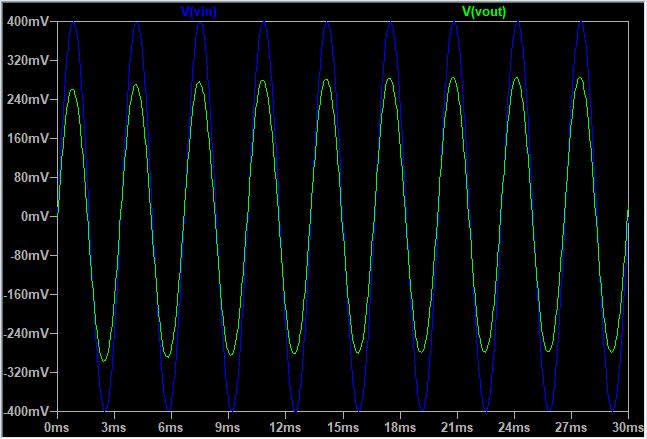 V(vin) V(vout)
400mV
320mV
240mV
160mV
80mV
0mV
-80mV
-160mV
-240mV
-320mV
-400mV
0ms 3ms 6ms 9ms 12ms 15ms 18ms 21ms 24ms 27ms 30ms